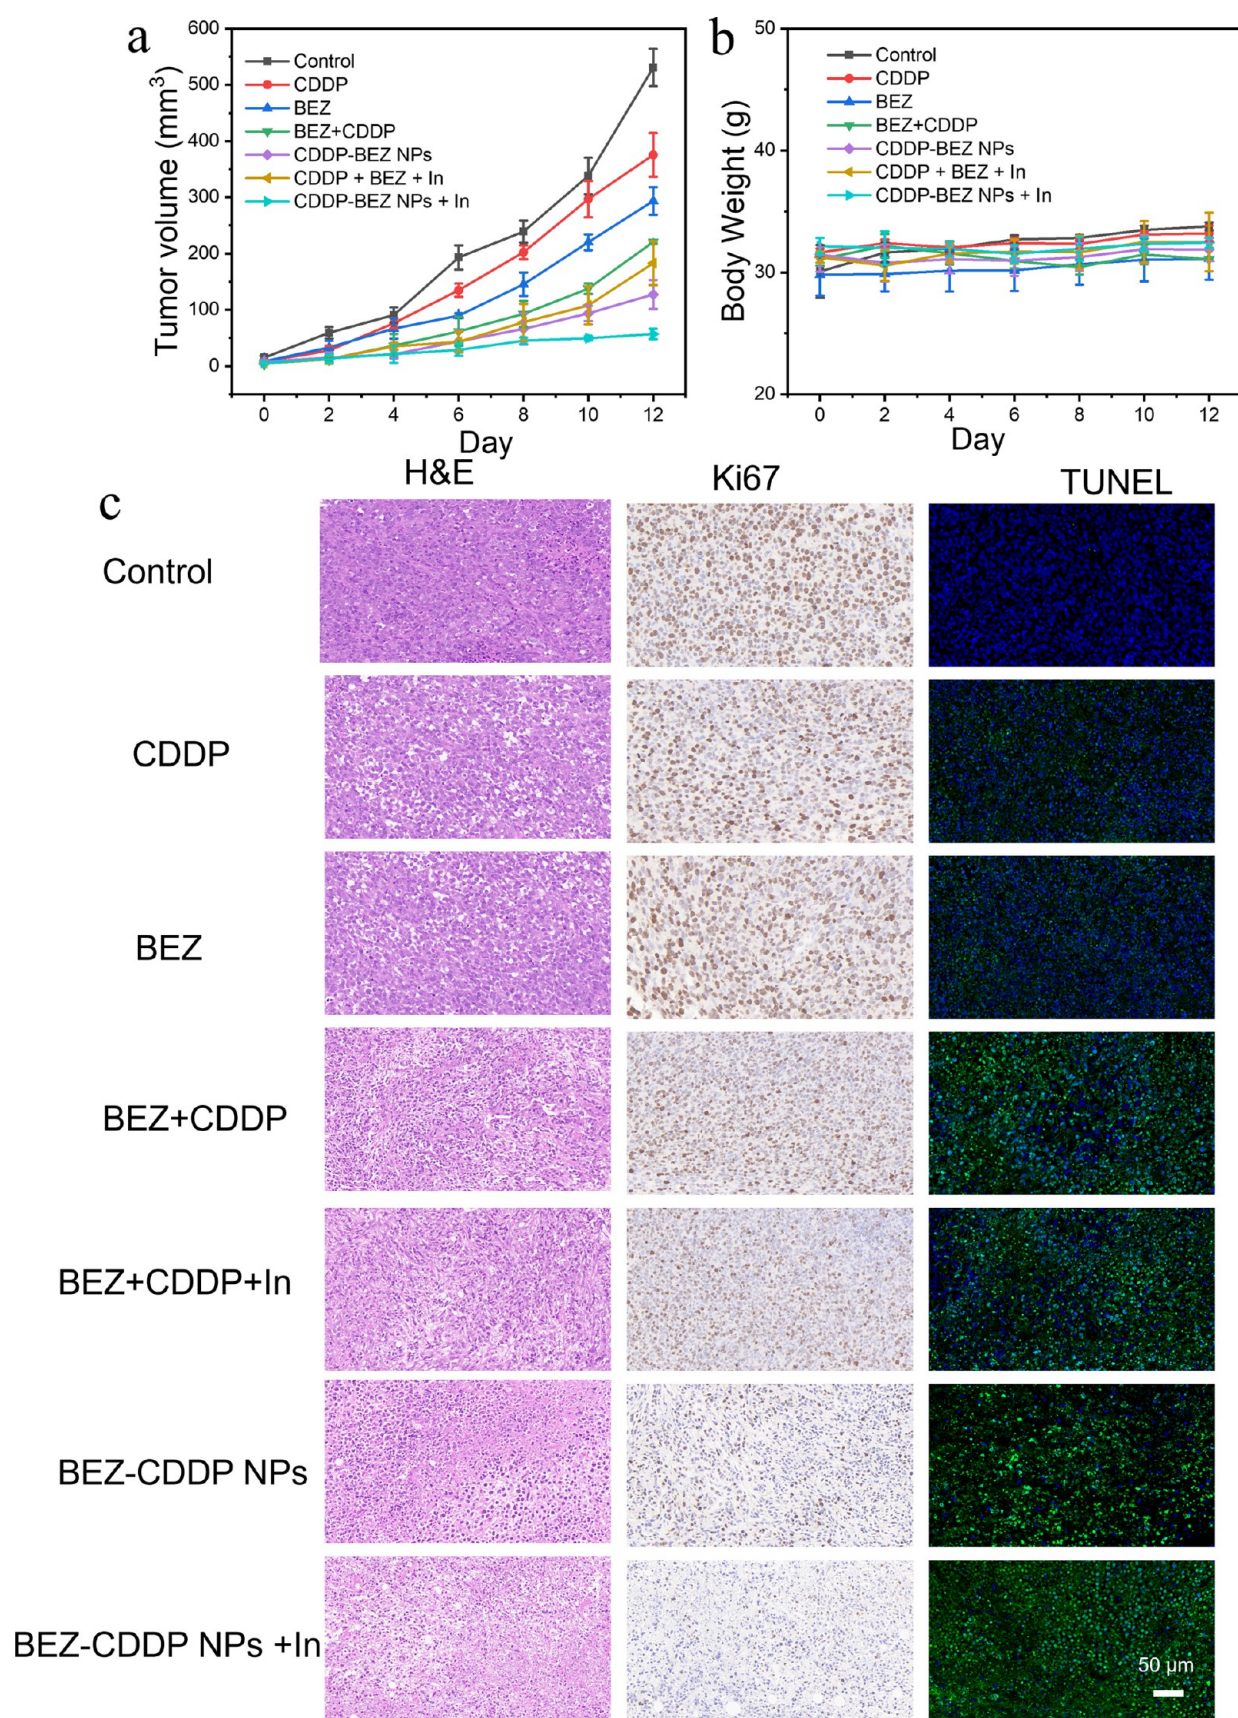 a
600
500
400
300
200
100
0
Tumor volume (mm³)
Control
CDDP
BEZ
BEZ+CDDP
CDDP-BEZ NPs
CDDP + BEZ + In
CDDP-BEZ NPs + In
0 2 4 6 8 10 12
Day
b
50
40
30
20
Body Weight (g)
Control
CDDP
BEZ
BEZ+CDDP
CDDP-BEZ NPs
CDDP + BEZ + In
CDDP-BEZ NPs + In
0 2 4 6 8 10 12
Day
c
H&E Ki67 TUNEL
Control
CDDP
BEZ
BEZ+CDDP
BEZ+CDDP+In
BEZ-CDDP NPs
BEZ-CDDP NPs +In
50 μm